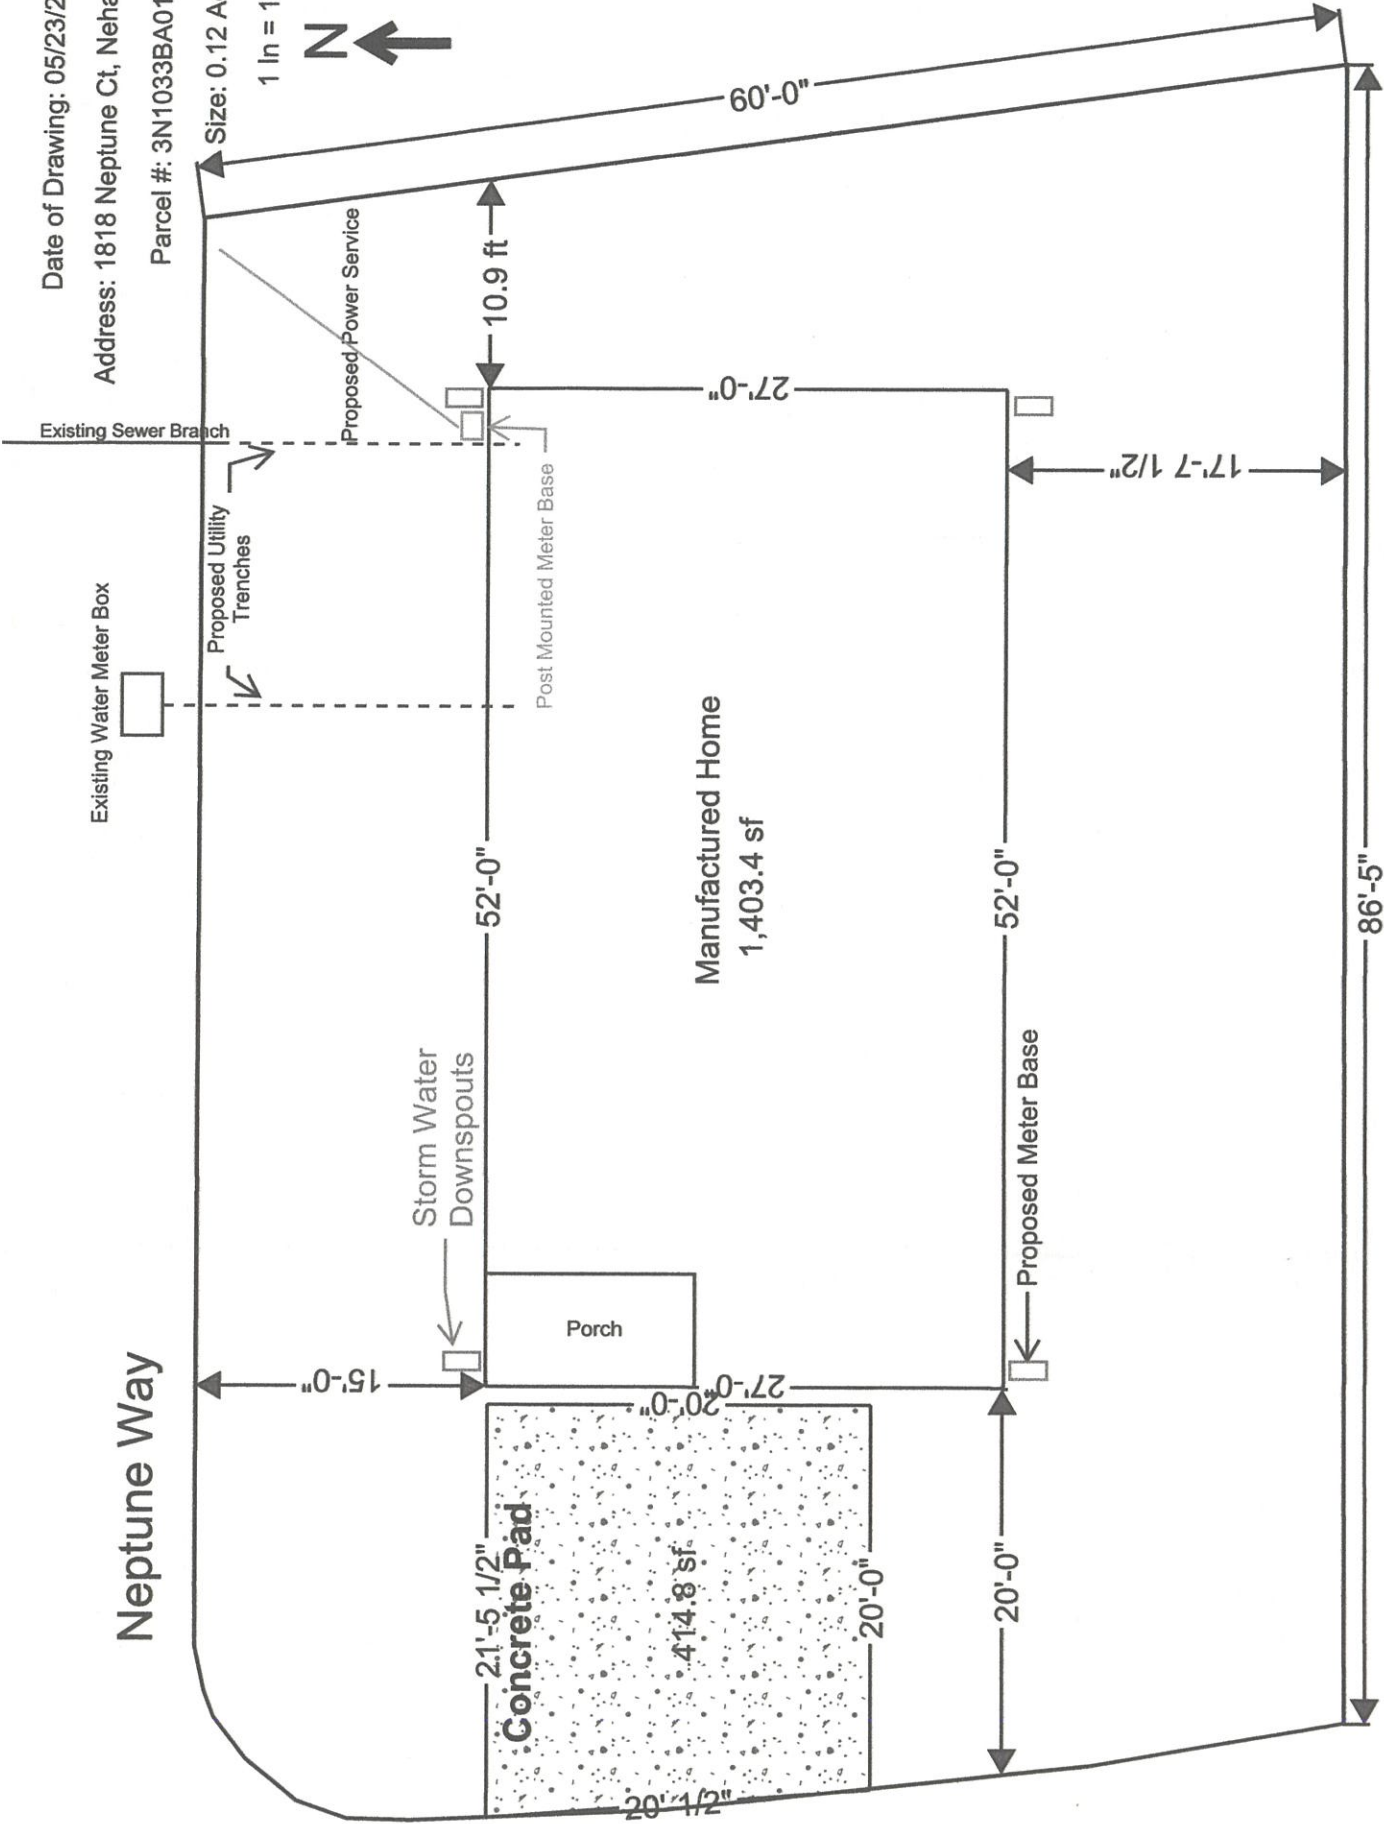 Date of Drawing: 05/23/2
Address: 1818 Neptune Ct, Neha
Parcel #: 3N1033BA01
Size: 0.12 A
1 In = 1
N
Neptune Way
Existing Water Meter Box
Existing Sewer Branch
Proposed Utility
Trenches
Proposed Power Service
60'-0"
10.9 ft
15'-0"
Storm Water
Downspouts
52'-0"
Post Mounted Meter Base
27'-0"
Porch
Manufactured Home
1,403.4 sf
21'-5 1/2"
Concrete Pad
414.8 sf
20'-0"
27'-0"
20' 1/2"
20'-0"
20'-0"
52'-0"
Proposed Meter Base
17'-7 1/2"
86'-5"